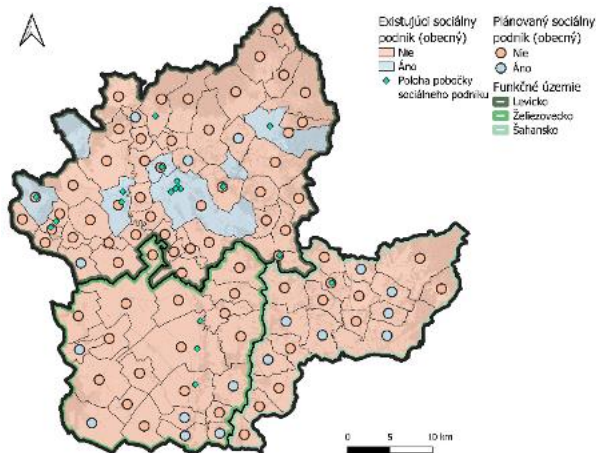 Existujúci sociálny
podnik (obecný)
Nie
Áno
Poloha pobočky
sociálneho podniku
Plánovaný sociálny
podnik (obecný)
Nie
Áno
Funkčné územie
Levicko
Želiezovecko
Šahansko
0 5 10 km